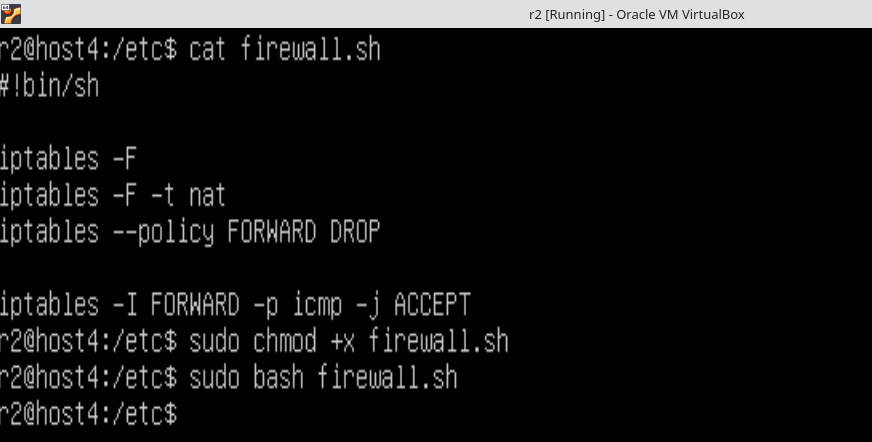 r2 [Running] - Oracle VM VirtualBox
r2@host4:/etc$ cat firewall.sh
#!bin/sh
iptables -F
iptables -F -t nat
iptables --policy FORWARD DROP
iptables -I FORWARD -p icmp -j ACCEPT
r2@host4:/etc$ sudo chmod +x firewall.sh
r2@host4:/etc$ sudo bash firewall.sh
r2@host4:/etc$